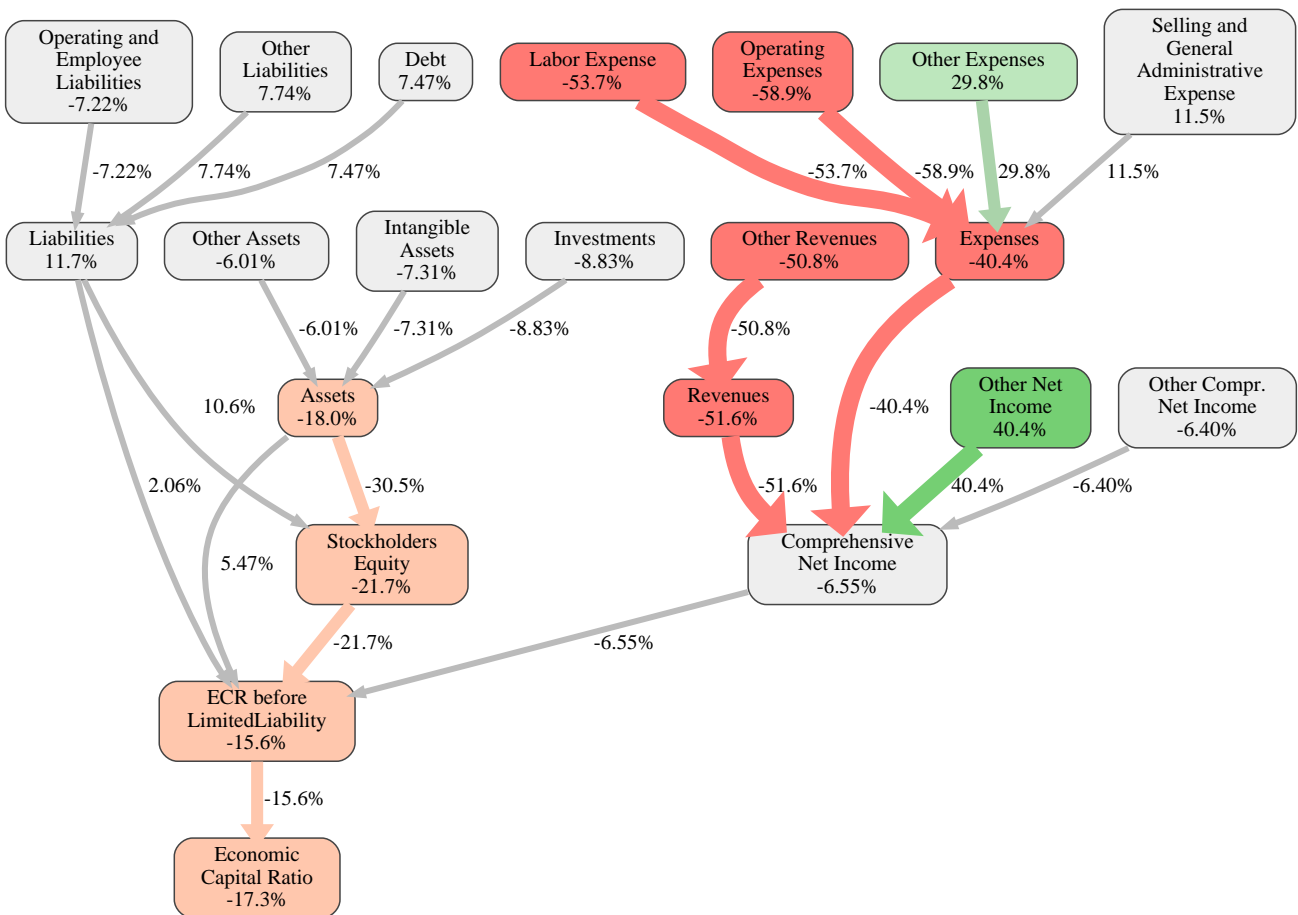 Operating and
Employee
Liabilities
-7.22%
Other
Liabilities
7.74%
Debt
7.47%
Labor Expense
-53.7%
Operating
Expenses
-58.9%
Other Expenses
29.8%
Selling and
General
Administrative
Expense
11.5%
-7.22%
7.74%
7.47%
-53.7%
-58.9%
29.8%
11.5%
Liabilities
11.7%
Other Assets
-6.01%
Intangible
Assets
-7.31%
Investments
-8.83%
Other Revenues
-50.8%
Expenses
-40.4%
-6.01%
-7.31%
-8.83%
-50.8%
Assets
-18.0%
Revenues
-51.6%
Other Net
Income
40.4%
Other Compr.
Net Income
-6.40%
10.6%
-40.4%
2.06%
-30.5%
-51.6%
40.4%
-6.40%
5.47%
Stockholders
Equity
-21.7%
Comprehensive
Net Income
-6.55%
-21.7%
-6.55%
ECR before
LimitedLiability
-15.6%
-15.6%
Economic
Capital Ratio
-17.3%